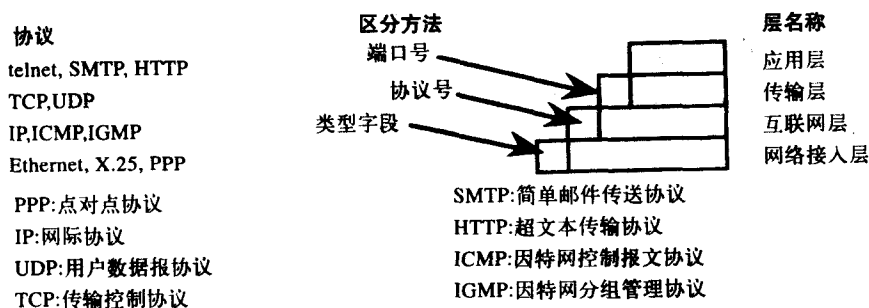 协议
telnet, SMTP, HTTP
TCP,UDP
IP,ICMP,IGMP
Ethernet, X.25, PPP
区分方法
端口号
协议号
类型字段
层名称
应用层
传输层
互联网层
网络接入层
PPP:点对点协议
IP:网际协议
UDP:用户数据报协议
TCP:传输控制协议
SMTP:简单邮件传送协议
HTTP:超文本传输协议
ICMP:因特网控制报文协议
IGMP:因特网分组管理协议